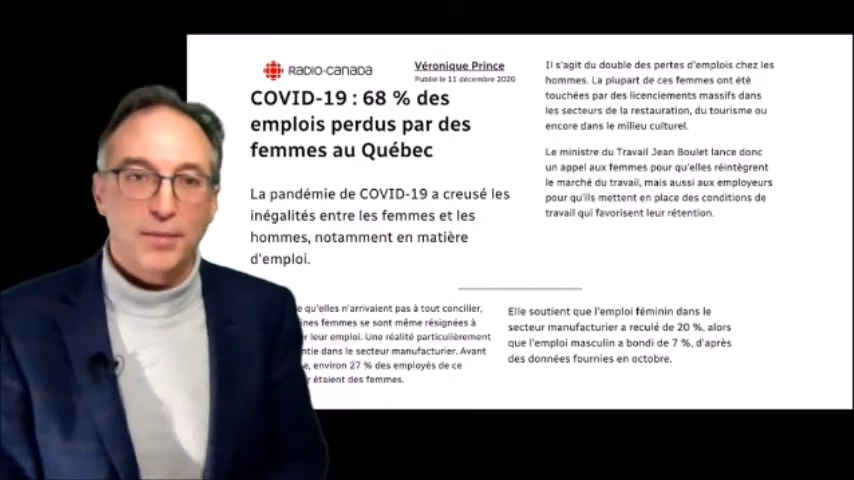 RADIO-CANADA
Véronique Prince
Publié le 11 décembre 2020
COVID-19 : 68 % des
emplois perdus par des
femmes au Québec
La pandémie de COVID-19 a creusé les
inégalités entre les femmes et les
hommes, notamment en matière
d'emploi.
Il s'agit du double des pertes d'emplois chez les
hommes. La plupart de ces femmes ont été
touchées par des licenciements massifs dans
les secteurs de la restauration, du tourisme ou
encore dans le milieu culturel.
Le ministre du Travail Jean Boulet lance donc
un appel aux femmes pour qu'elles réintègrent
le marché du travail, mais aussi aux employeurs
pour qu'ils mettent en place des conditions de
travail qui favorisent leur rétention.
qu'elles n'arrivaient pas à tout concilier,
femmes se sont même résignées à
leur emploi. Une réalité particulièrement
dans le secteur manufacturier. Avant
environ 27 % des employés de ce
étaient des femmes.
Elle soutient que l'emploi féminin dans le
secteur manufacturier a reculé de 20 %, alors
que l'emploi masculin a bondi de 7 %, d'après
des données fournies en octobre.